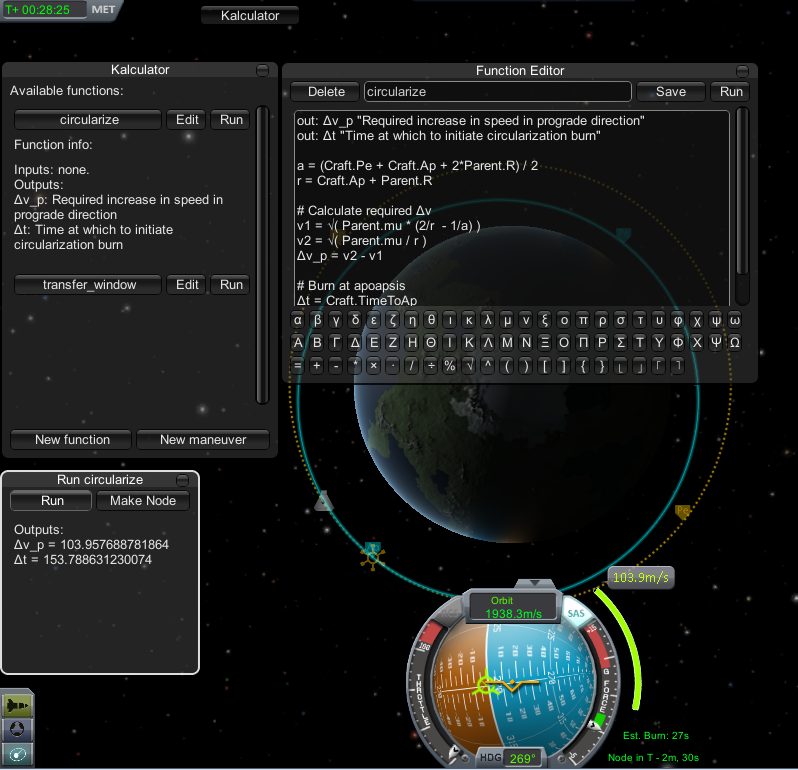 T+ 00:28:25 MET
Kalculator
Kalculator
Available functions:
circularize Edit Run
Function info:
Inputs: none.
Outputs:
Δv_p: Required increase in speed in
prograde direction
Δt: Time at which to initiate
circularization burn
transfer_window Edit Run
New function New maneuver
Function Editor
Delete circularize Save Run
out: Δv_p "Required increase in speed in prograde direction"
out: Δt "Time at which to initiate circularization burn"
a = (Craft.Pe + Craft.Ap + 2*Parent.R) / 2
r = Craft.Ap + Parent.R
# Calculate required Δv
v1 = √( Parent.mu * (2/r - 1/a) )
v2 = √( Parent.mu / r )
Δv_p = v2 - v1
# Burn at apoapsis
Δt = Craft.TimeToAp
α β γ δ ε ζ η θ ι κ λ μ ν ξ ο π ρ σ τ υ φ χ ψ ω
Α Β Γ Δ Ε Ζ Η Θ Ι Κ Λ Μ Ν Ξ Ο Π Ρ Σ Τ Υ Φ Χ Ψ Ω
= + - * × · / ÷ % √ ^ ( ) [ ] { } ⌊ ⌋ ⌈ ⌉
Run circularize
Run Make Node
Outputs:
Δv_p = 103.957688781864
Δt = 153.788631230074
Pe
103.9m/s
Orbit
1938.3m/s
SAS
THROTTLE
G FORCE
HDG 269°
Est. Burn: 27s
Node in T - 2m, 30s